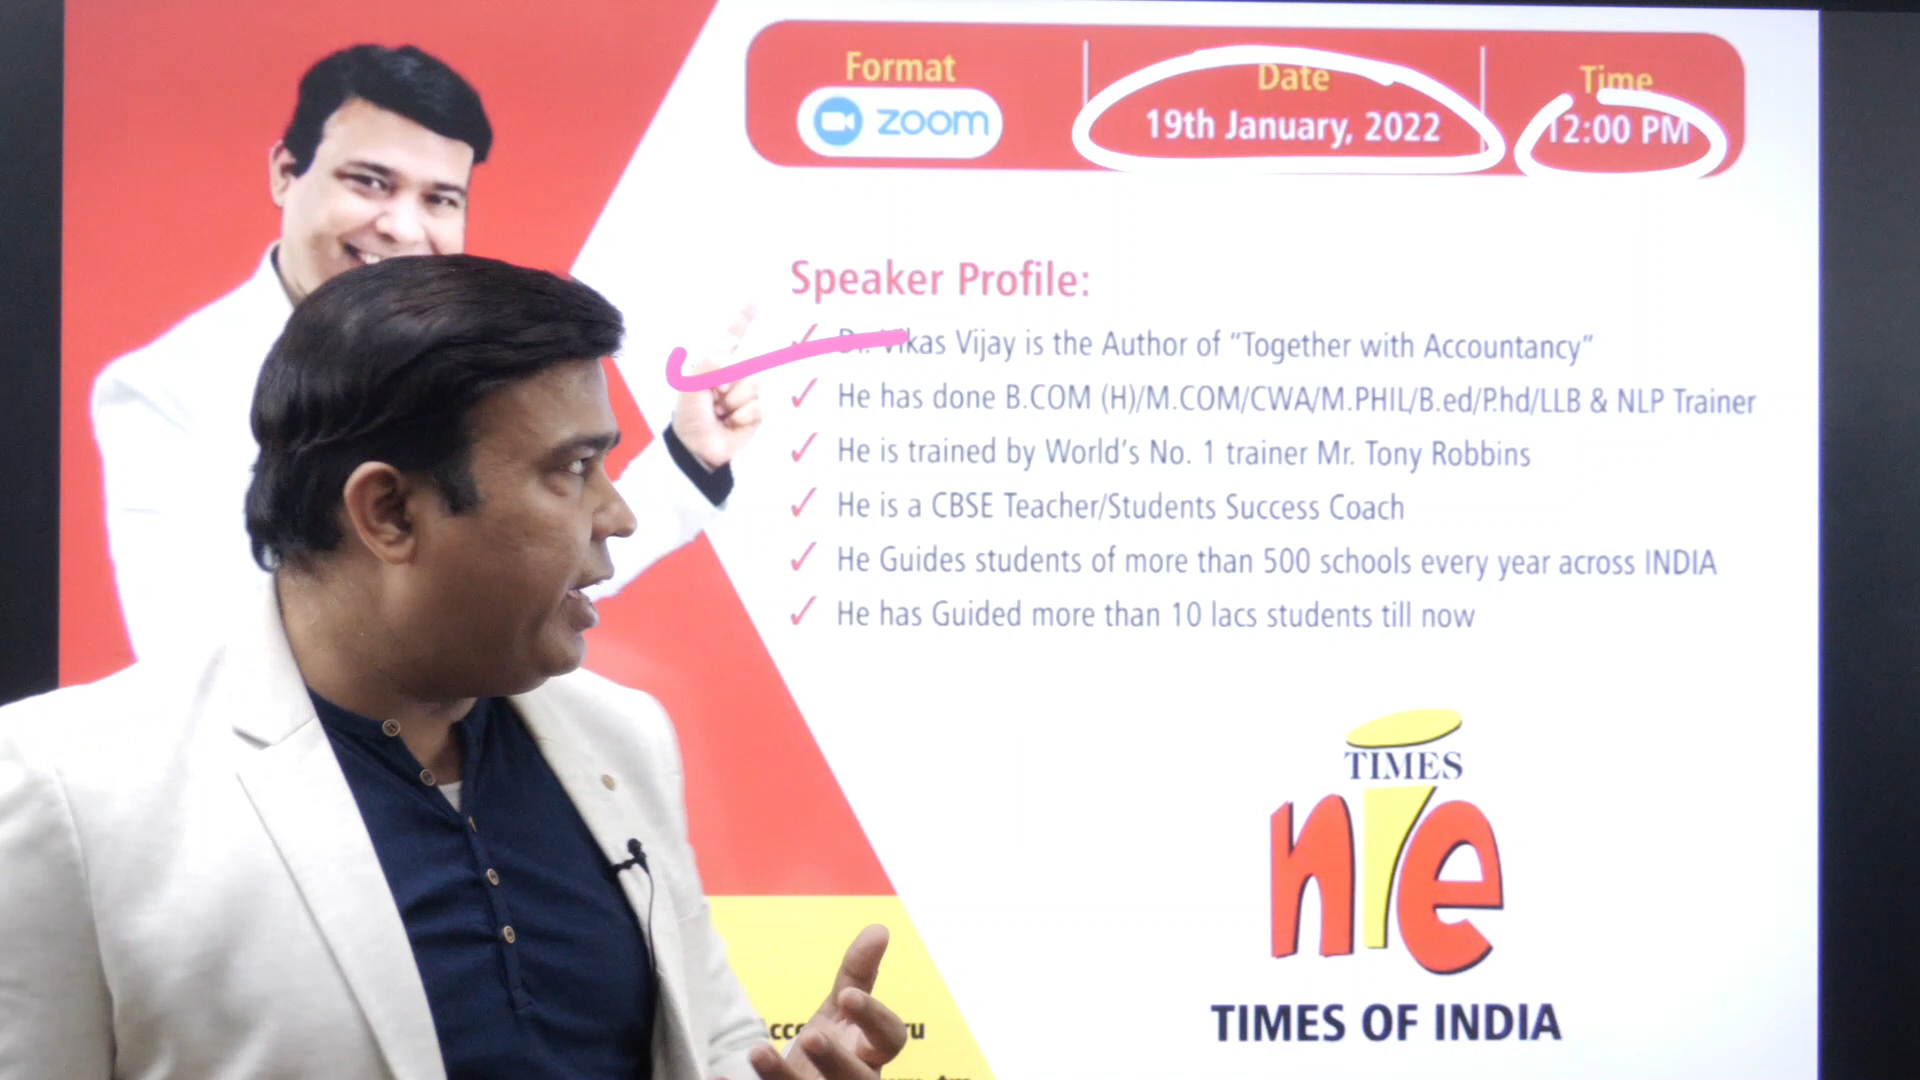 Format
zoom
Date
19th January, 2022
Time
12:00 PM
Speaker Profile:
Dr. Vikas Vijay is the Author of “Together with Accountancy”
He has done B.COM (H)/M.COM/CWA/M.PHIL/B.ed/P.hd/LLB & NLP Trainer
He is trained by World’s No. 1 trainer Mr. Tony Robbins
He is a CBSE Teacher/Students Success Coach
He Guides students of more than 500 schools every year across INDIA
He has Guided more than 10 lacs students till now
TIMES
nie
TIMES OF INDIA